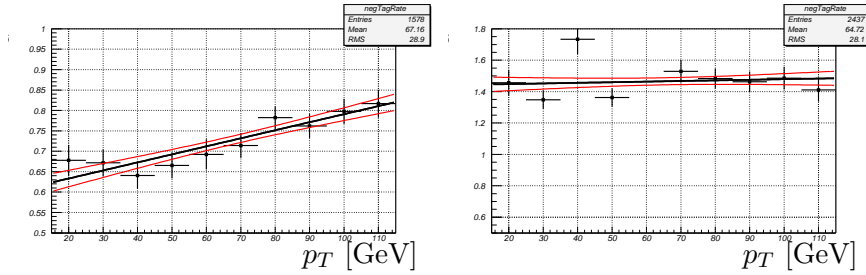 negTagRate
Entries 1578
Mean 67.16
RMS 28.9
1
0.95
0.9
0.85
0.8
0.75
0.7
0.65
0.6
0.55
0.5
20 30 40 50 60 70 80 90 100 110
p_T [GeV]
negTagRate
Entries 2437
Mean 64.72
RMS 28.1
1.8
1.6
1.4
1.2
1
0.8
0.6
20 30 40 50 60 70 80 90 100 110
p_T [GeV]